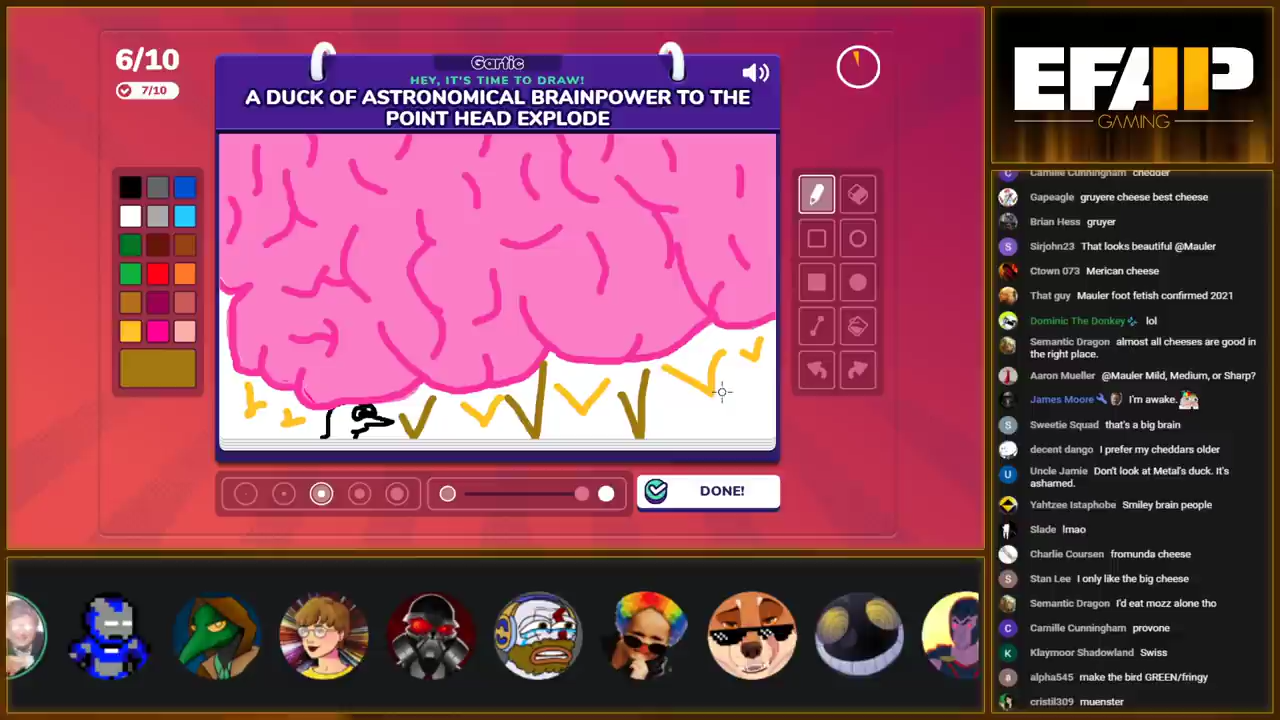 6/10
7/10
Gartic
HEY, IT'S TIME TO DRAW!
A DUCK OF ASTRONOMICAL BRAINPOWER TO THE
POINT HEAD EXPLODE
DONE!
EFAP
GAMING
Camille Cunningham chedder
Gapeagle gruyere cheese best cheese
Brian Hess gruyer
Sirjohn23 That looks beautiful @Mauler
Ctown 073 Merican cheese
That guy Mauler foot fetish confirmed 2021
Dominic The Donkey lol
Semantic Dragon almost all cheeses are good in
the right place.
Aaron Mueller @Mauler Mild, Medium, or Sharp?
James Moore I'm awake.
Sweetie Squad that's a big brain
decent dango I prefer my cheddars older
Uncle Jamie Don't look at Metal's duck. It's
ashamed.
Yahtzee Istaphobe Smiley brain people
Slade lmao
Charlie Coursen fromunda cheese
Stan Lee I only like the big cheese
Semantic Dragon I'd eat mozz alone tho
Camille Cunningham provone
Klaymoor Shadowland Swiss
alpha545 make the bird GREEN/fringy
cristil309 muenster